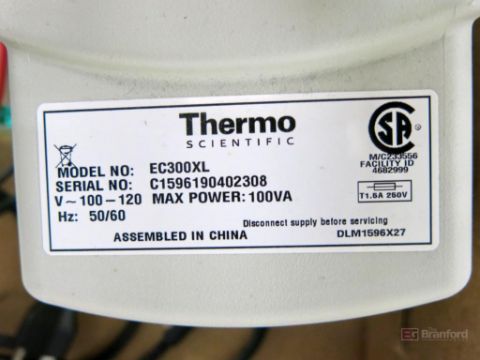 Thermo
SCIENTIFIC
CSA
M/C233556
FACILITY ID
4682999
MODEL NO: EC300XL
SERIAL NO: C1596190402308
V~100-120 MAX POWER: 100VA
T1.6A 250V
Hz: 50/60
Disconnect supply before servicing
ASSEMBLED IN CHINA
DLM1596X27
BG Branford